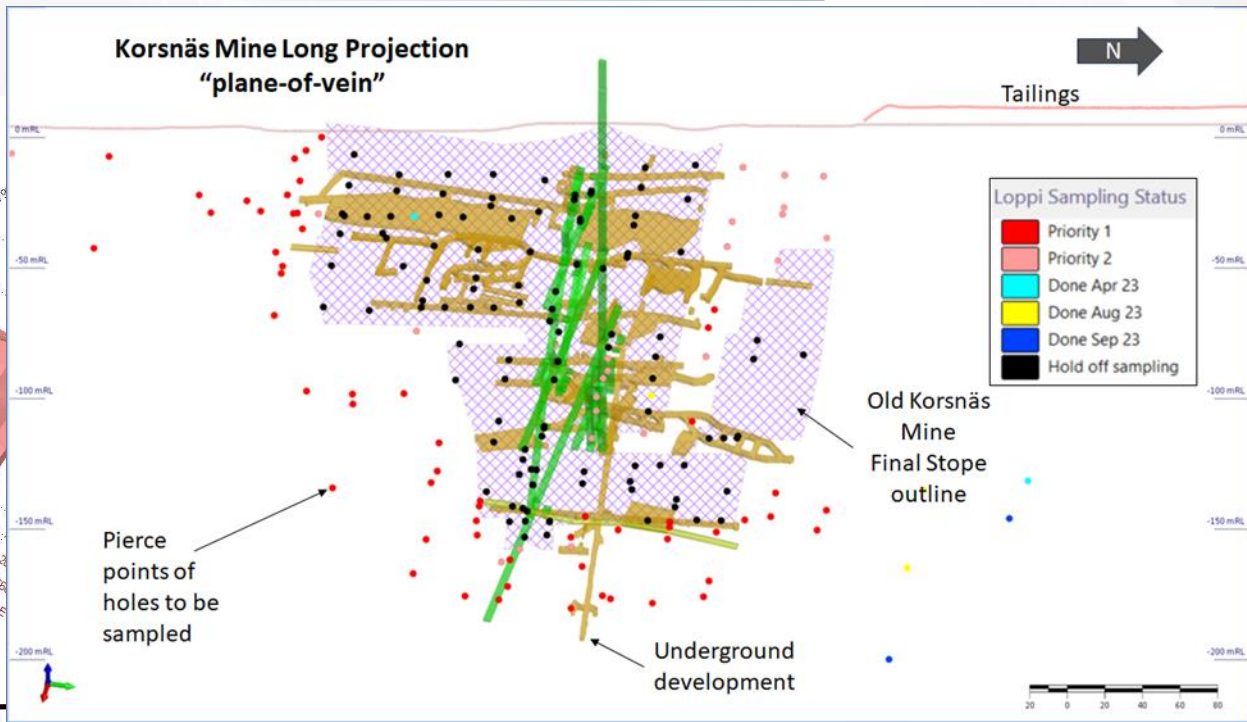 Korsnäs Mine Long Projection
“plane-of-vein”
N
Tailings
0 mRL
0 mRL
Loppi Sampling Status
Priority 1
Priority 2
Done Apr 23
Done Aug 23
Done Sep 23
Hold off sampling
-50 mRL
-50 mRL
-100 mRL
-100 mRL
Old Korsnäs
Mine
Final Stope
outline
-150 mRL
-150 mRL
Pierce
points of
holes to be
sampled
Underground
development
-200 mRL
-200 mRL
20 0 20 40 60 80